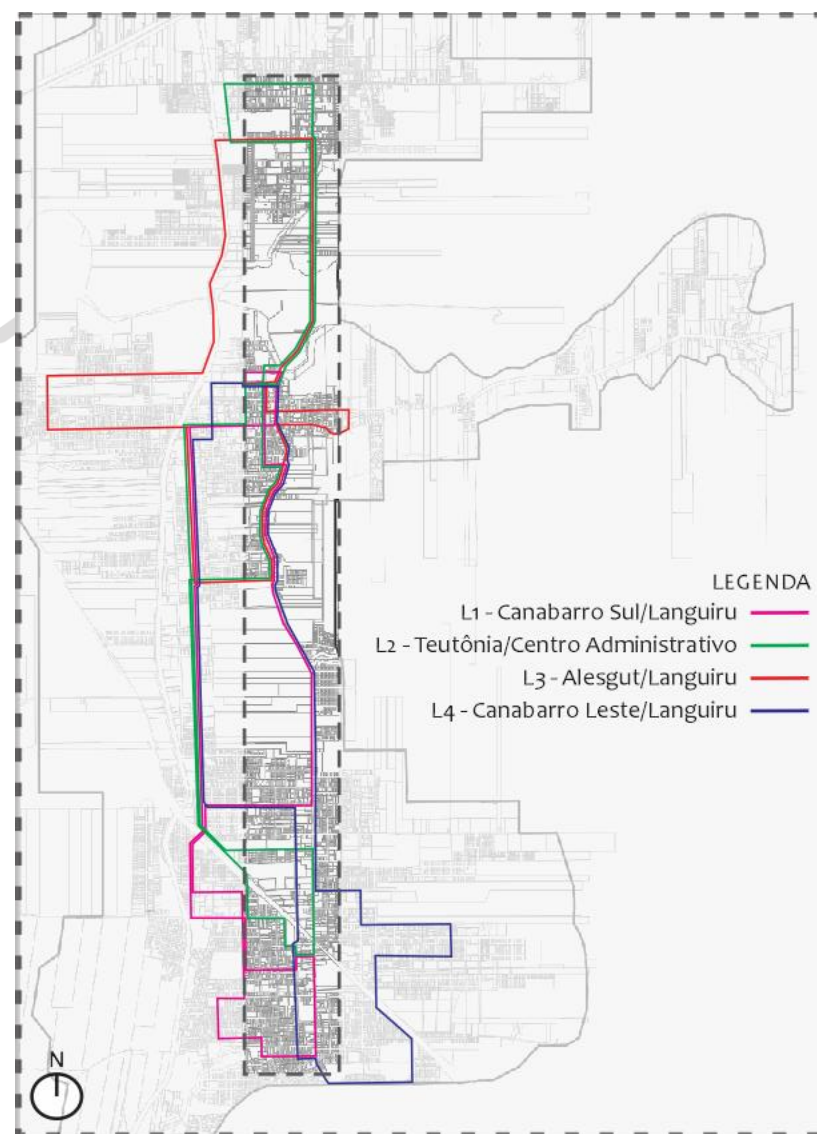 LEGENDA
L1 - Canabarro Sul/Languiru
L2 - Teutônia/Centro Administrativo
L3 - Alesgut/Languiru
L4 - Canabarro Leste/Languiru
N